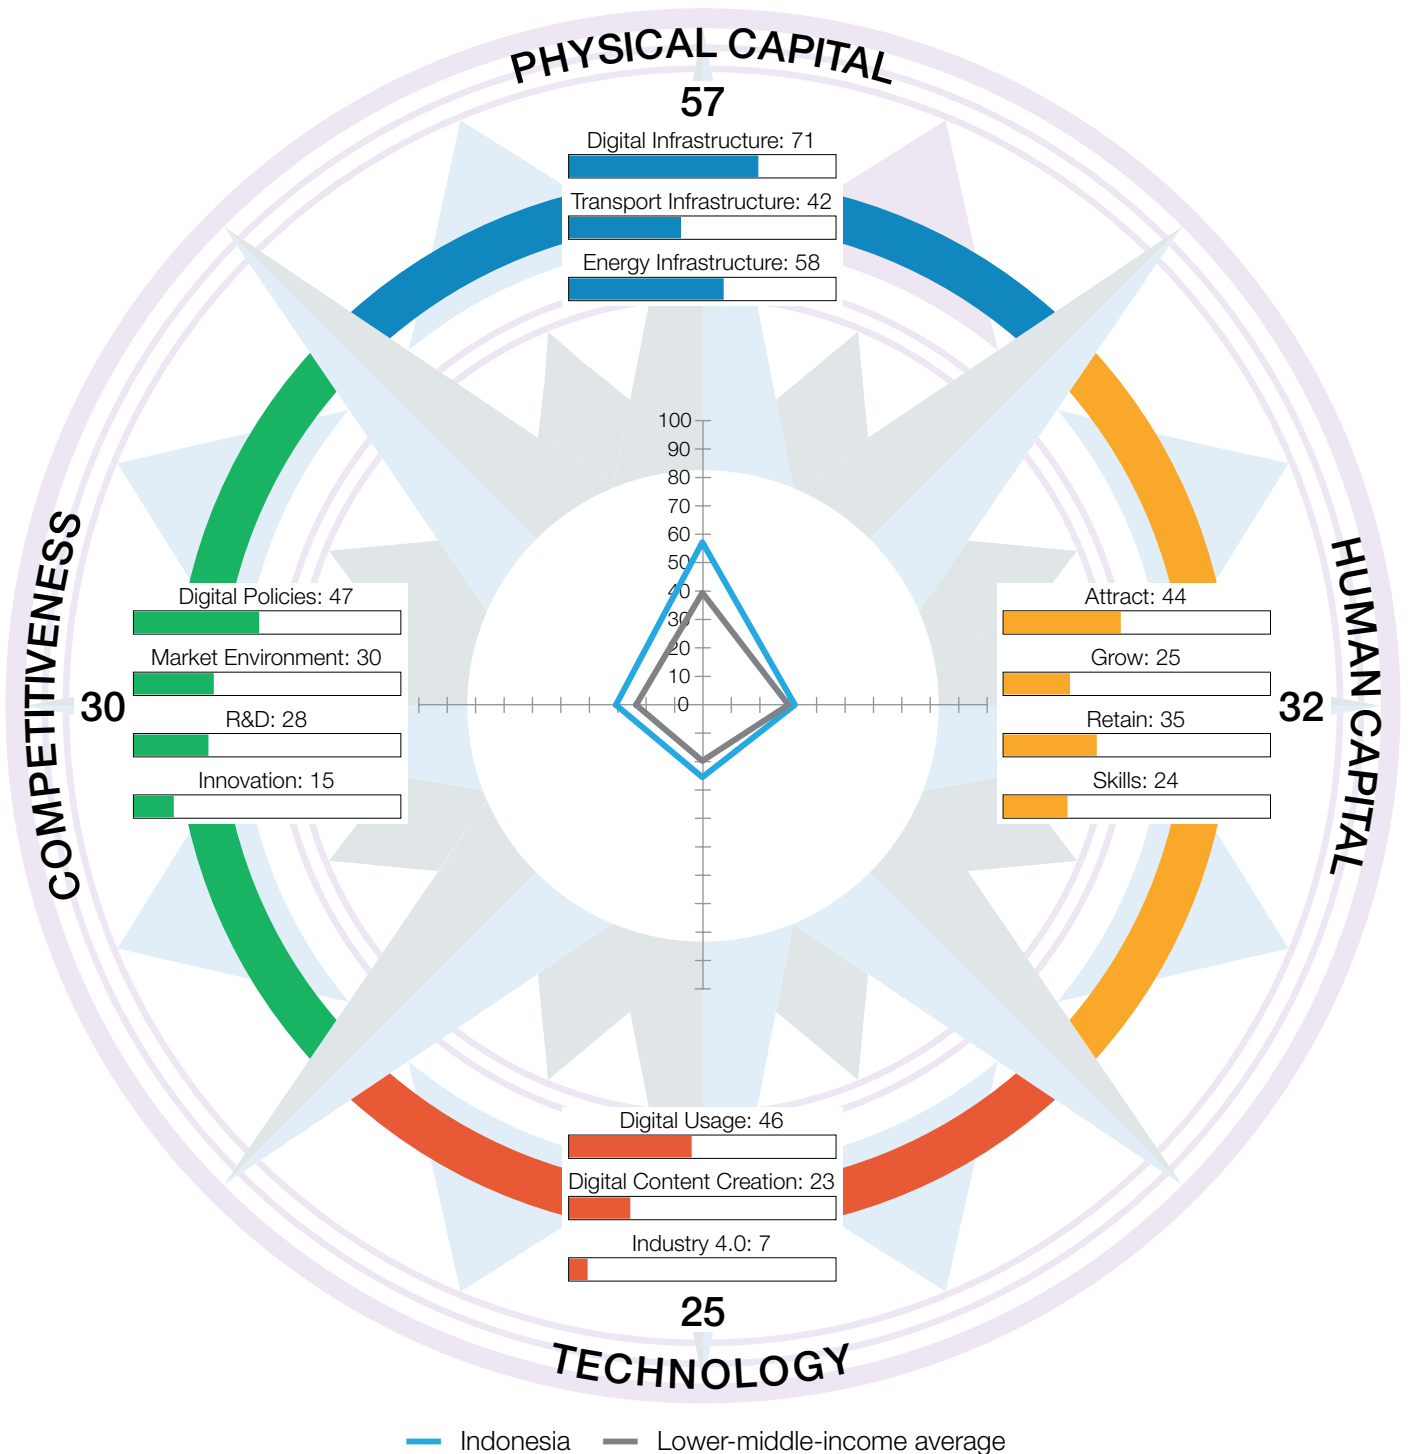 PHYSICAL CAPITAL
57
Digital Infrastructure: 71
Transport Infrastructure: 42
Energy Infrastructure: 58
100
90
80
70
60
50
40
30
20
10
0
COMPETITIVENESS
30
Digital Policies: 47
Market Environment: 30
R&D: 28
Innovation: 15
HUMAN CAPITAL
32
Attract: 44
Grow: 25
Retain: 35
Skills: 24
Digital Usage: 46
Digital Content Creation: 23
Industry 4.0: 7
25
TECHNOLOGY
Indonesia
Lower-middle-income average